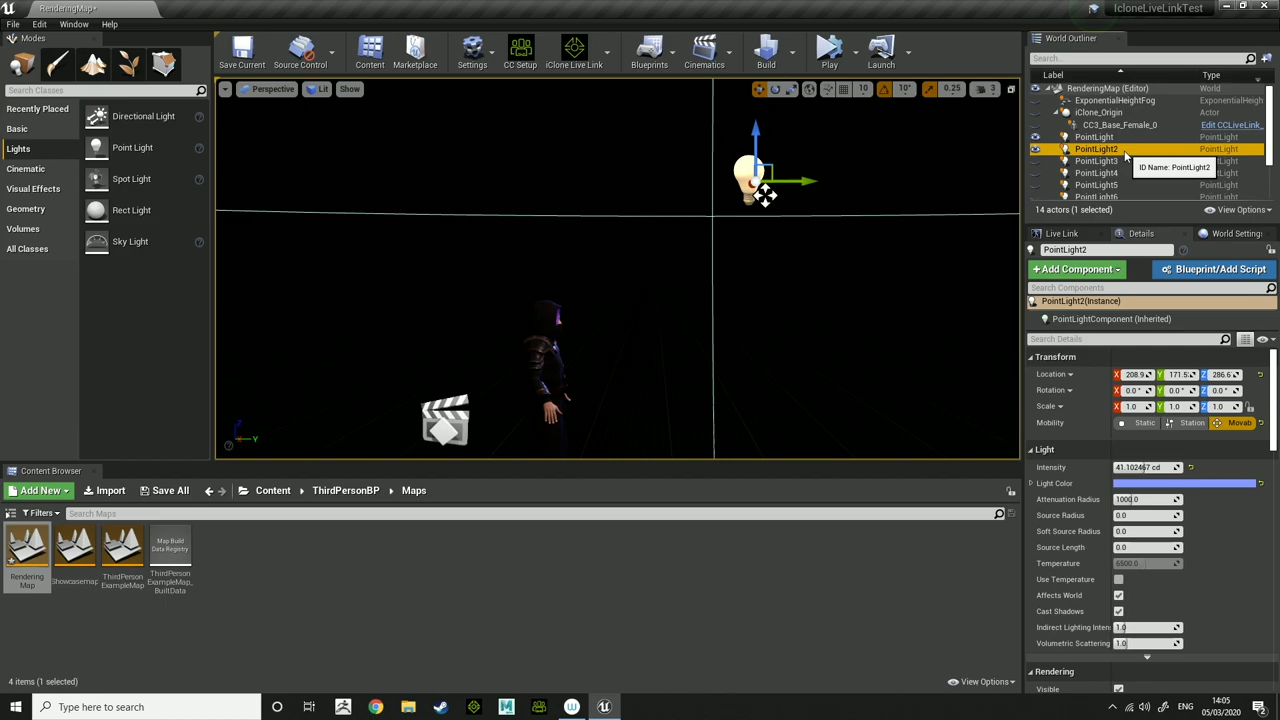 RenderingMap*
IcloneLiveLinkTest
File Edit Window Help
Modes
Search Classes
Recently Placed
Basic
Lights
Cinematic
Visual Effects
Geometry
Volumes
All Classes
Directional Light
Point Light
Spot Light
Rect Light
Sky Light
Save Current
Source Control
Content
Marketplace
Settings
CC Setup
iClone Live Link
Blueprints
Cinematics
Build
Play
Launch
Perspective
Lit
Show
10
10°
0.25
3
Z
Y
World Outliner
Search...
Label Type
RenderingMap (Editor) World
ExponentialHeightFog ExponentialHeigh
iClone_Origin Actor
CC3_Base_Female_0 Edit CCLiveLink_
PointLight PointLight
PointLight2 PointLight
PointLight3 PointLight
PointLight4 PointLight
PointLight5 PointLight
PointLight6 PointLight
ID Name: PointLight2
14 actors (1 selected)
View Options
Live Link
Details
World Settings
PointLight2
+Add Component
Blueprint/Add Script
Search Components
PointLight2(Instance)
PointLightComponent (Inherited)
Search Details
Transform
Location X 208.9 Y 171.5 Z 286.6
Rotation X 0.0 ° Y 0.0 ° Z 0.0 °
Scale X 1.0 Y 1.0 Z 1.0
Mobility Static Station Movab
Light
Intensity 41.102467 cd
Light Color
Attenuation Radius 1000.0
Source Radius 0.0
Soft Source Radius 0.0
Source Length 0.0
Temperature 6500.0
Use Temperature
Affects World
Cast Shadows
Indirect Lighting Inten 1.0
Volumetric Scattering 1.0
Rendering
Visible
Content Browser
Add New
Import
Save All
Content
ThirdPersonBP
Maps
Filters
Search Maps
Rendering
Map
Showcasemap
ThirdPerson
ExampleMap
Map Build
Data Registry
ThirdPerson
ExampleMap_
BuiltData
4 items (1 selected)
View Options
Type here to search
ENG
14:05
05/03/2020